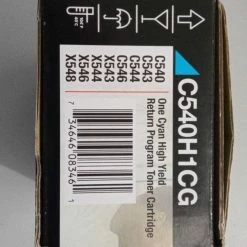 C540H1CG
One Cyan High Yield
Return Program Toner Cartridge
C540
C543
C544
C546
X543
X544
X546
X548
7 34646 08346 1